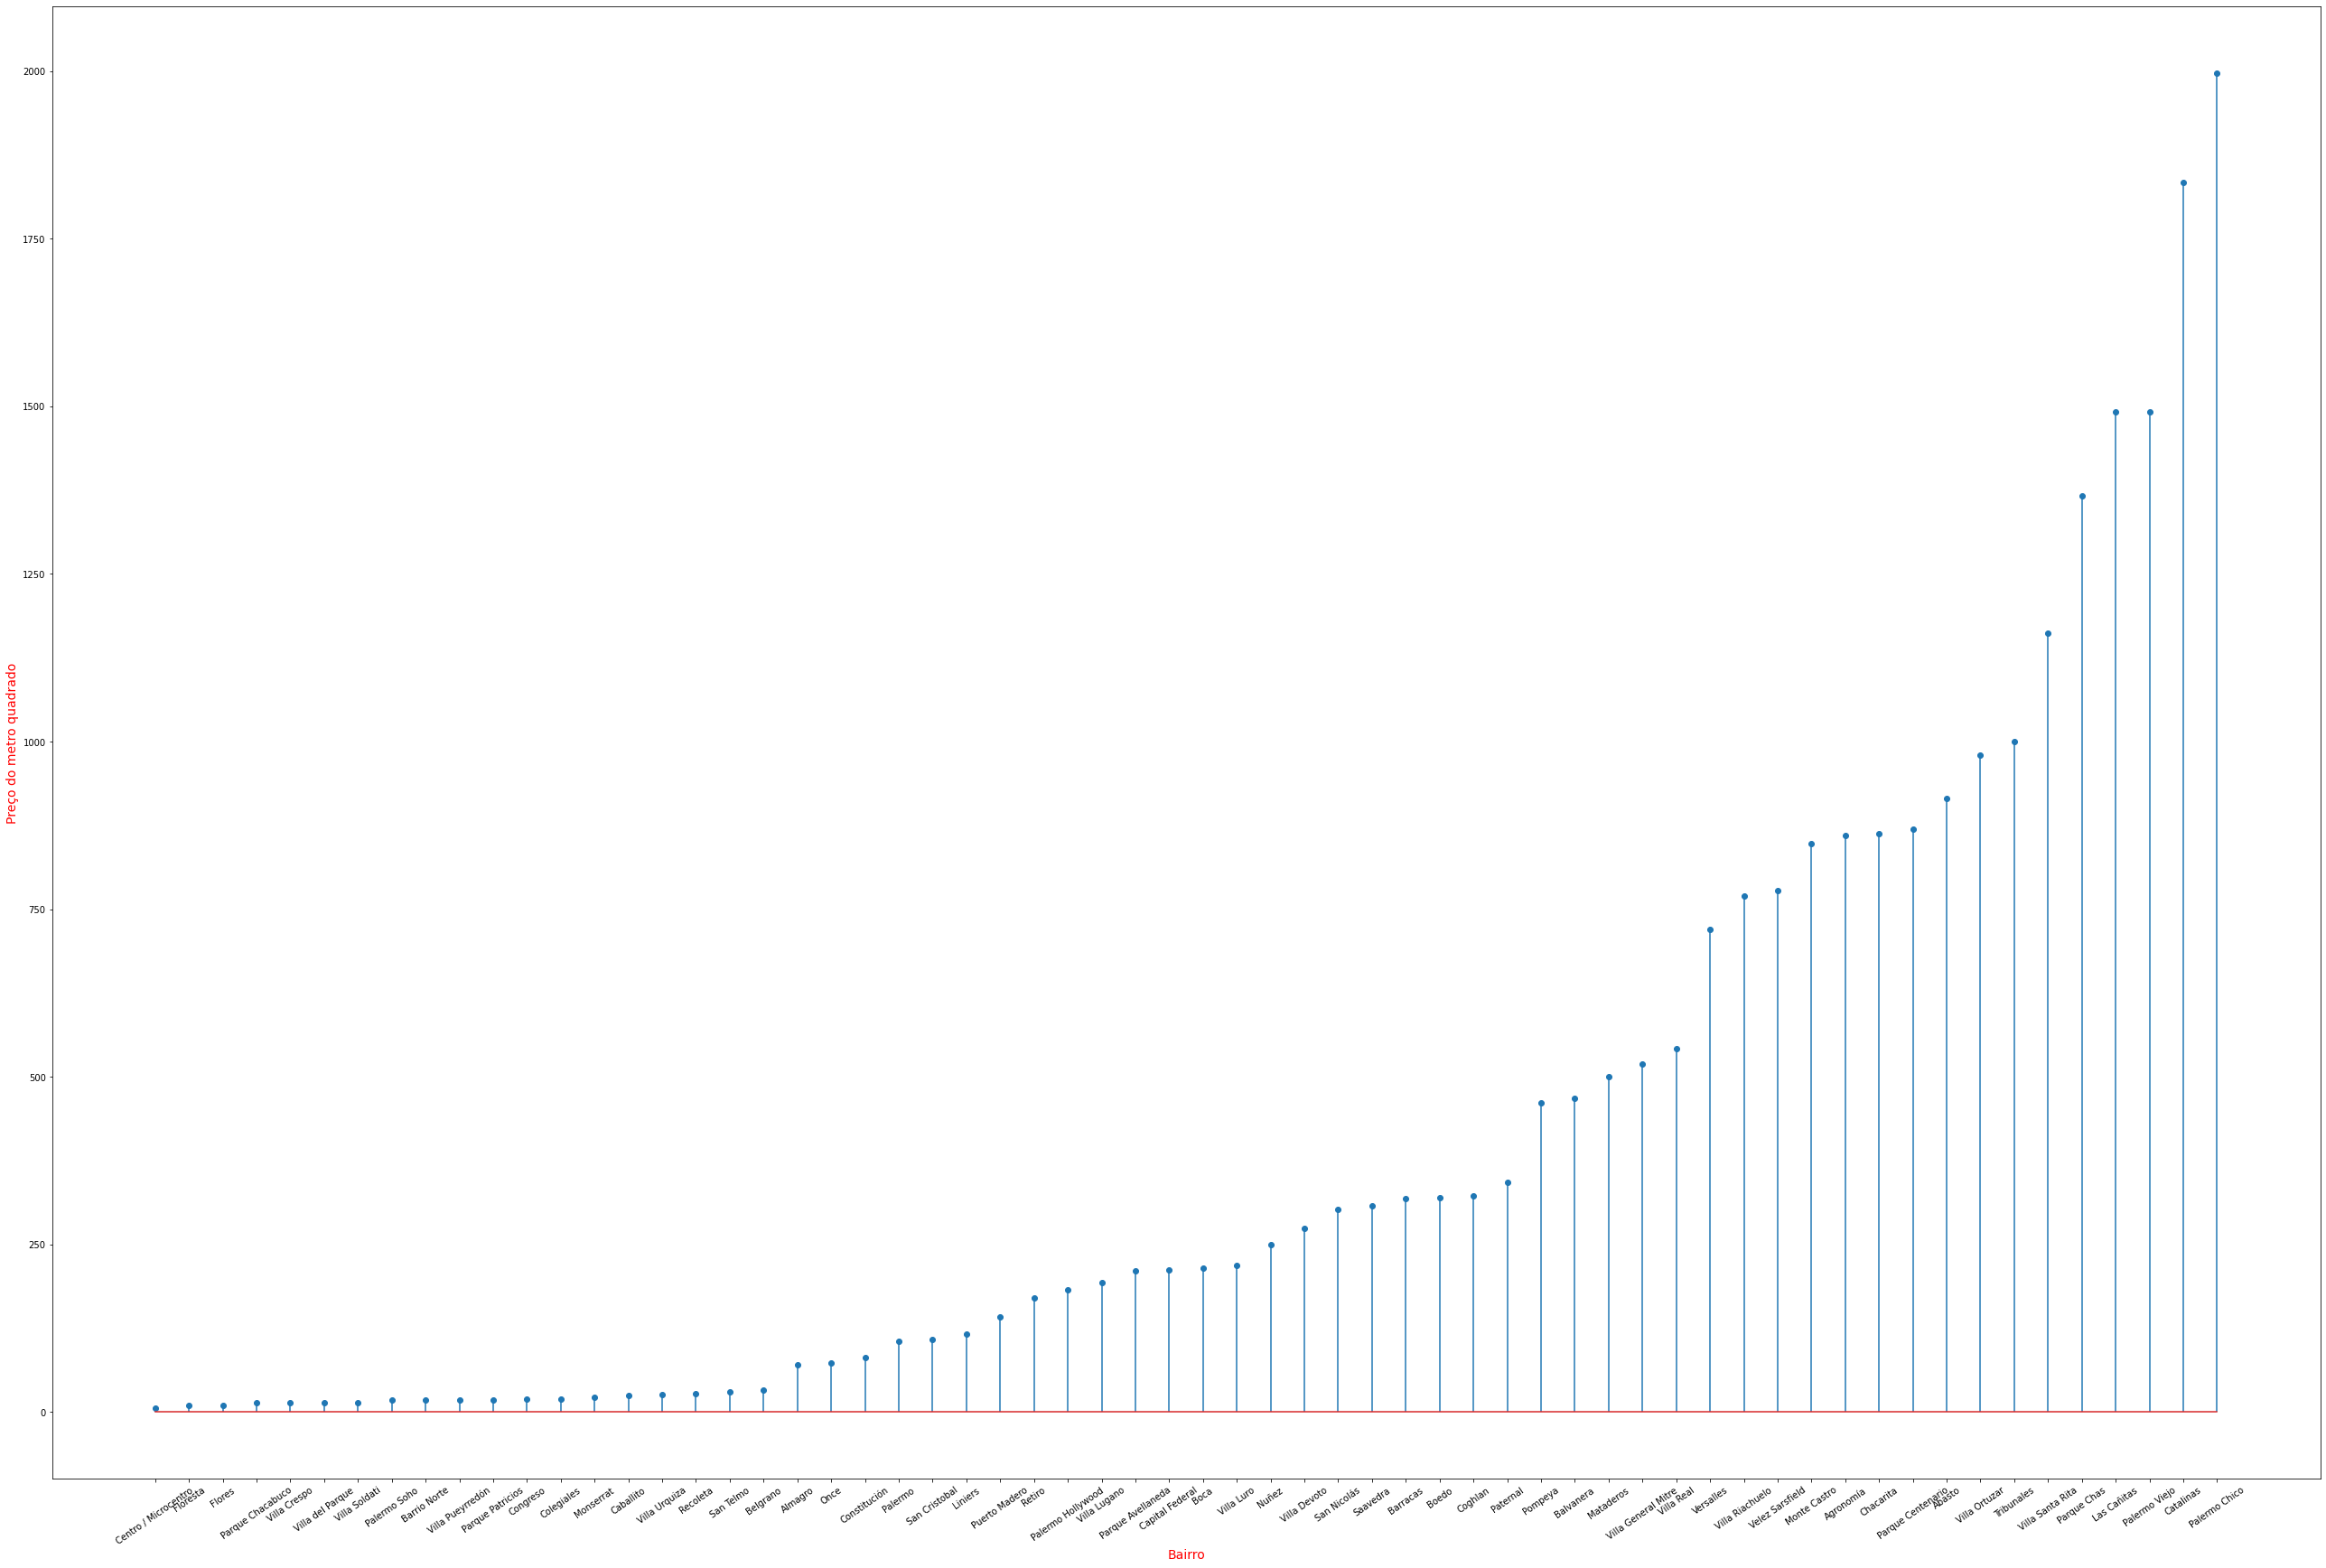 2000
1750
1500
1250
1000
750
500
250
0
Preço do metro quadrado
Centro / Microcentro
Floresta
Flores
Parque Chacabuco
Villa Crespo
Villa del Parque
Villa Soldati
Palermo Soho
Barrio Norte
Villa Pueyrredón
Parque Patricios
Congreso
Colegiales
Monserrat
Caballito
Villa Urquiza
Recoleta
San Telmo
Belgrano
Almagro
Once
Constitución
Palermo
San Cristobal
Liniers
Puerto Madero
Retiro
Palermo Hollywood
Villa Lugano
Parque Avellaneda
Capital Federal
Boca
Villa Luro
Nuñez
Villa Devoto
San Nicolás
Saavedra
Barracas
Boedo
Coghlan
Paternal
Pompeya
Balvanera
Mataderos
Villa General Mitre
Villa Real
Versalles
Villa Riachuelo
Velez Sarsfield
Monte Castro
Agronomía
Chacarita
Parque Centenario
Abasto
Villa Ortuzar
Tribunales
Villa Santa Rita
Parque Chas
Las Cañitas
Palermo Viejo
Catalinas
Palermo Chico
Bairro